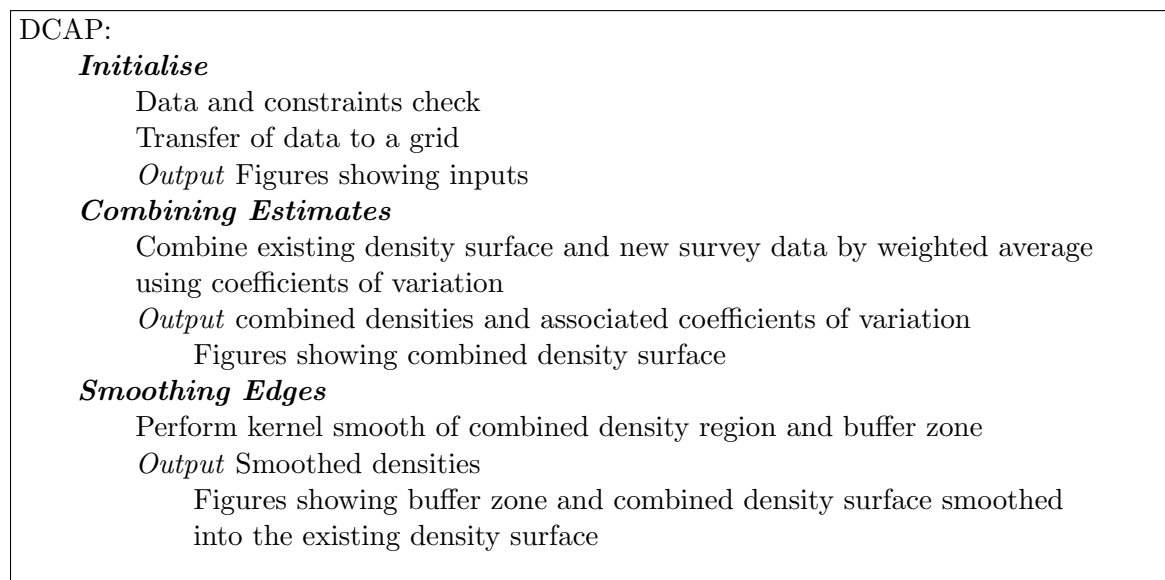 DCAP:
Initialise
Data and constraints check
Transfer of data to a grid
Output Figures showing inputs
Combining Estimates
Combine existing density surface and new survey data by weighted average
using coefficients of variation
Output combined densities and associated coefficients of variation
Figures showing combined density surface
Smoothing Edges
Perform kernel smooth of combined density region and buffer zone
Output Smoothed densities
Figures showing buffer zone and combined density surface smoothed
into the existing density surface